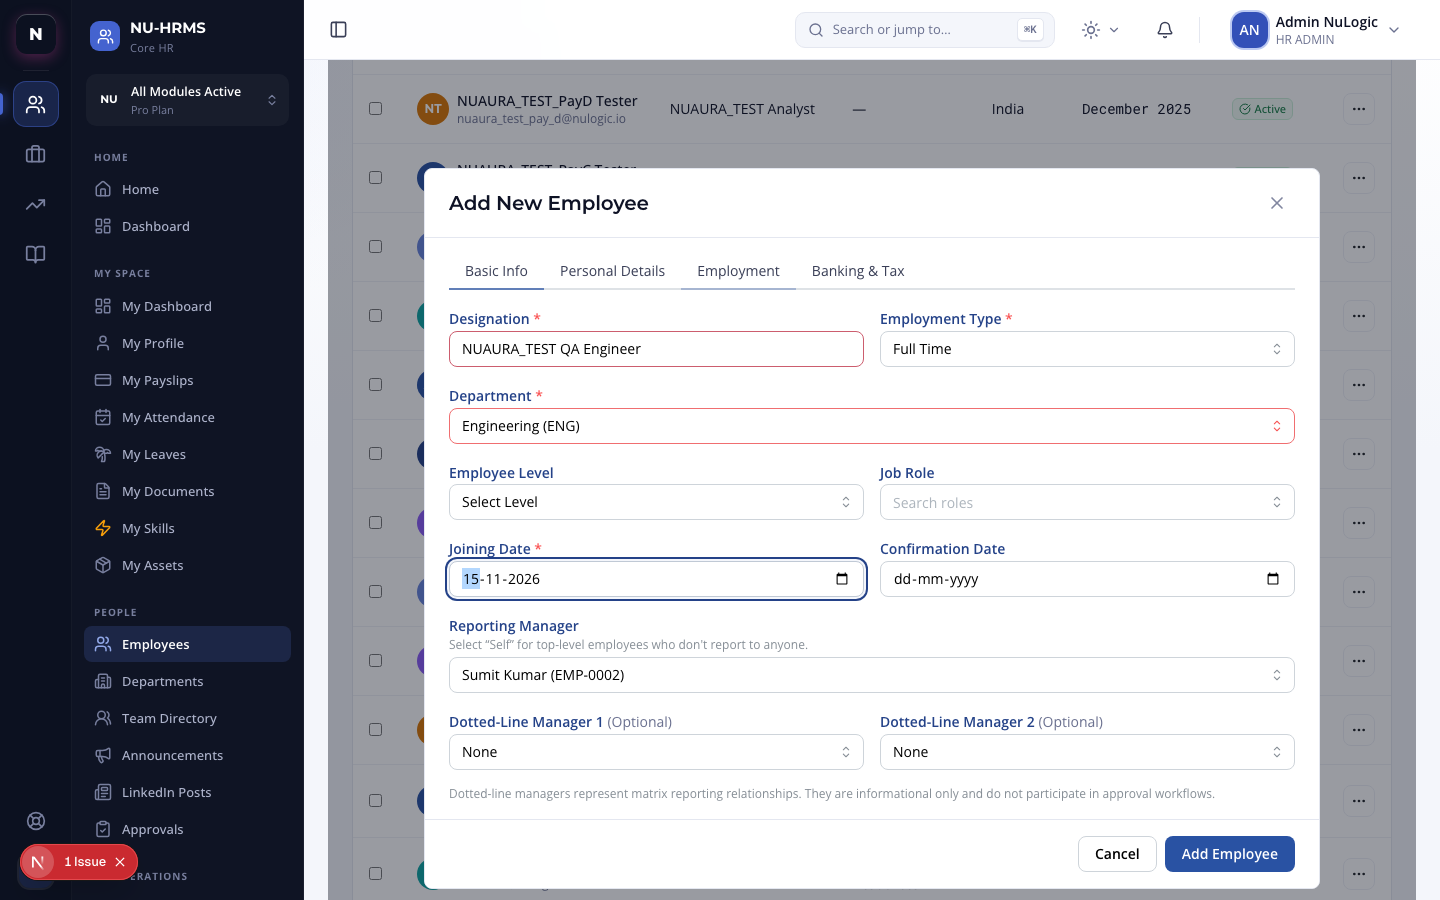 N
NU-HRMS
Core HR
NU
All Modules Active
Pro Plan
HOME
Home
Dashboard
MY SPACE
My Dashboard
My Profile
My Payslips
My Attendance
My Leaves
My Documents
My Skills
My Assets
PEOPLE
Employees
Departments
Team Directory
Announcements
LinkedIn Posts
Approvals
ERATIONS
N
1 Issue
Search or jump to...
⌘K
AN
Admin NuLogic
HR ADMIN
NT
NUAURA_TEST_PayD Tester
nuaura_test_pay_d@nulogic.io
NUAURA_TEST Analyst
—
India
December 2025
Active
Add New Employee
Basic Info
Personal Details
Employment
Banking & Tax
Designation *
NUAURA_TEST QA Engineer
Employment Type *
Full Time
Department *
Engineering (ENG)
Employee Level
Select Level
Job Role
Search roles
Joining Date *
15-11-2026
Confirmation Date
dd-mm-yyyy
Reporting Manager
Select “Self” for top-level employees who don't report to anyone.
Sumit Kumar (EMP-0002)
Dotted-Line Manager 1 (Optional)
None
Dotted-Line Manager 2 (Optional)
None
Dotted-line managers represent matrix reporting relationships. They are informational only and do not participate in approval workflows.
Cancel
Add Employee